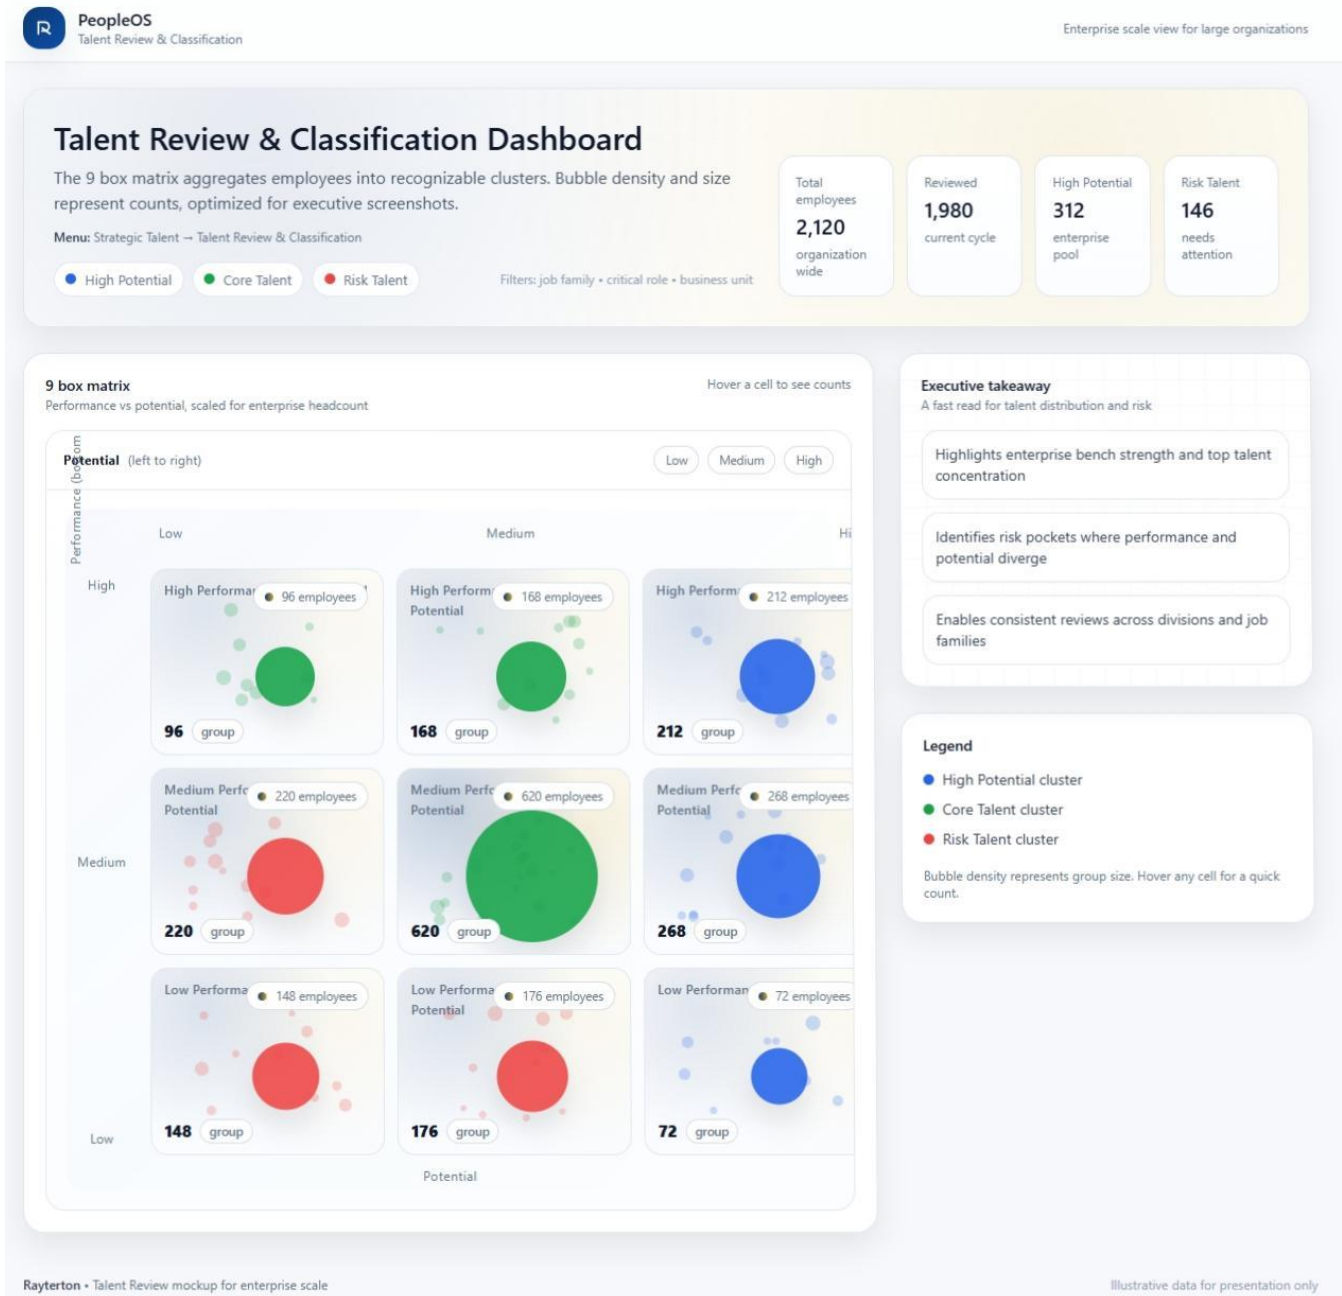 PeopleOS
Talent Review & Classification
Enterprise scale view for large organizations
Talent Review & Classification Dashboard
The 9 box matrix aggregates employees into recognizable clusters. Bubble density and size
represent counts, optimized for executive screenshots.
Menu: Strategic Talent → Talent Review & Classification
High Potential
Core Talent
Risk Talent
Filters: job family • critical role • business unit
Total
employees
2,120
organization
wide
Reviewed
1,980
current cycle
High Potential
312
enterprise
pool
Risk Talent
146
needs
attention
9 box matrix
Performance vs potential, scaled for enterprise headcount
Hover a cell to see counts
Potential (left to right)
Low
Medium
High
Performance
Low
Medium
High
High
96 employees
96 group
High
Potential
168 employees
168 group
High
212 employees
212 group
Medium
Medium
Potential
220 employees
220 group
Medium
Potential
620 employees
620 group
Medium
Potential
268 employees
268 group
Low
Low
148 employees
148 group
Low
Potential
176 employees
176 group
Low
72 employees
72 group
Potential
Executive takeaway
A fast read for talent distribution and risk
Highlights enterprise bench strength and top talent
concentration
Identifies risk pockets where performance and
potential diverge
Enables consistent reviews across divisions and job
families
Legend
High Potential cluster
Core Talent cluster
Risk Talent cluster
Bubble density represents group size. Hover any cell for a quick
count.
Rayterton • Talent Review mockup for enterprise scale
Illustrative data for presentation only